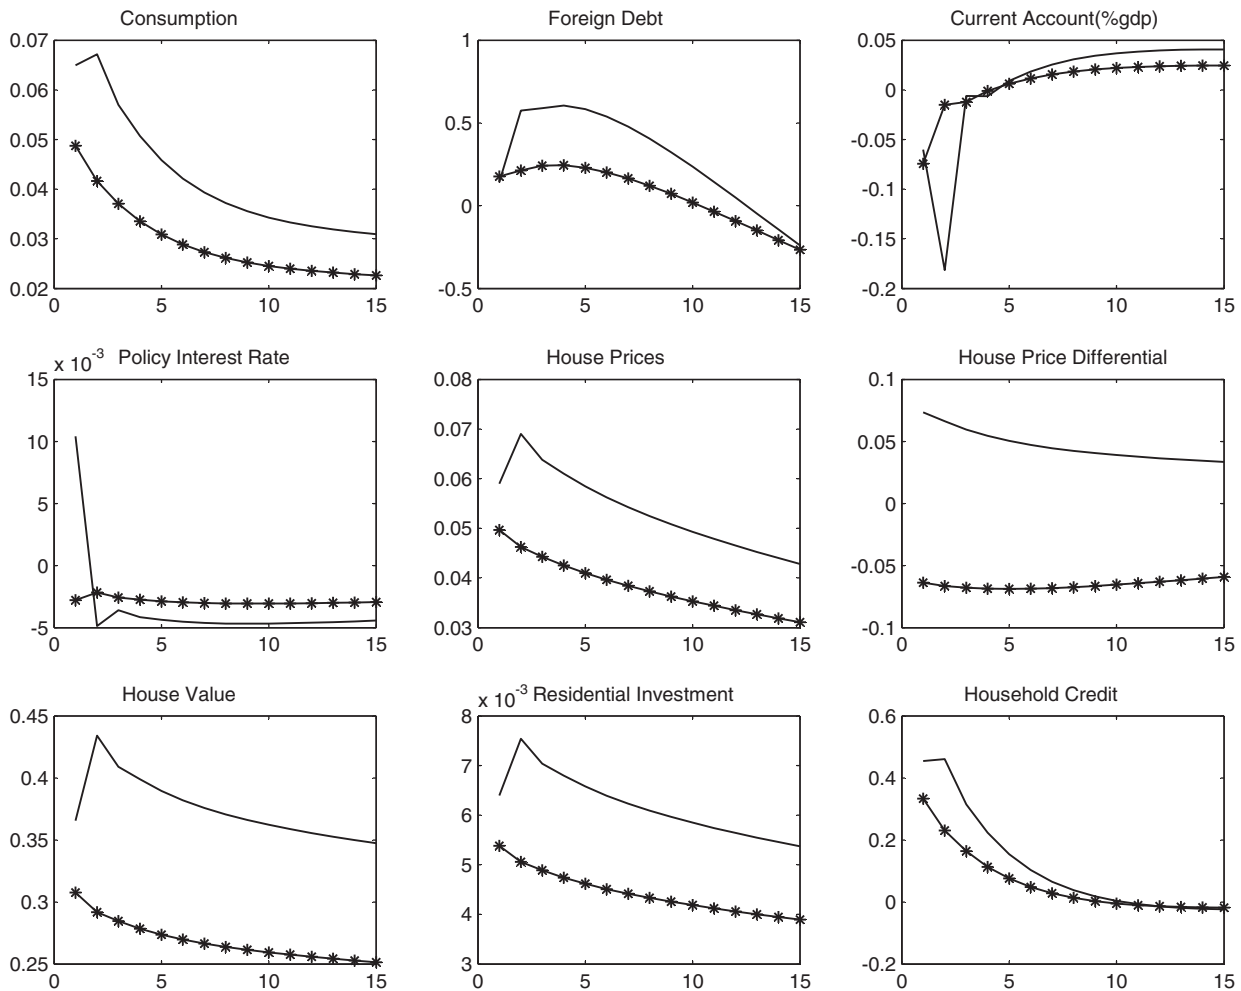 Consumption
0.07
0.06
0.05
0.04
0.03
0.02
0 5 10 15
Foreign Debt
1
0.5
0
-0.5
0 5 10 15
Current Account(%gdp)
0.05
0
-0.05
-0.1
-0.15
-0.2
0 5 10 15
x 10-3 Policy Interest Rate
15
10
5
0
-5
0 5 10 15
House Prices
0.08
0.07
0.06
0.05
0.04
0.03
0 5 10 15
House Price Differential
0.1
0.05
0
-0.05
-0.1
0 5 10 15
House Value
0.45
0.4
0.35
0.3
0.25
0 5 10 15
x 10-3 Residential Investment
8
7
6
5
4
3
0 5 10 15
Household Credit
0.6
0.4
0.2
0
-0.2
0 5 10 15